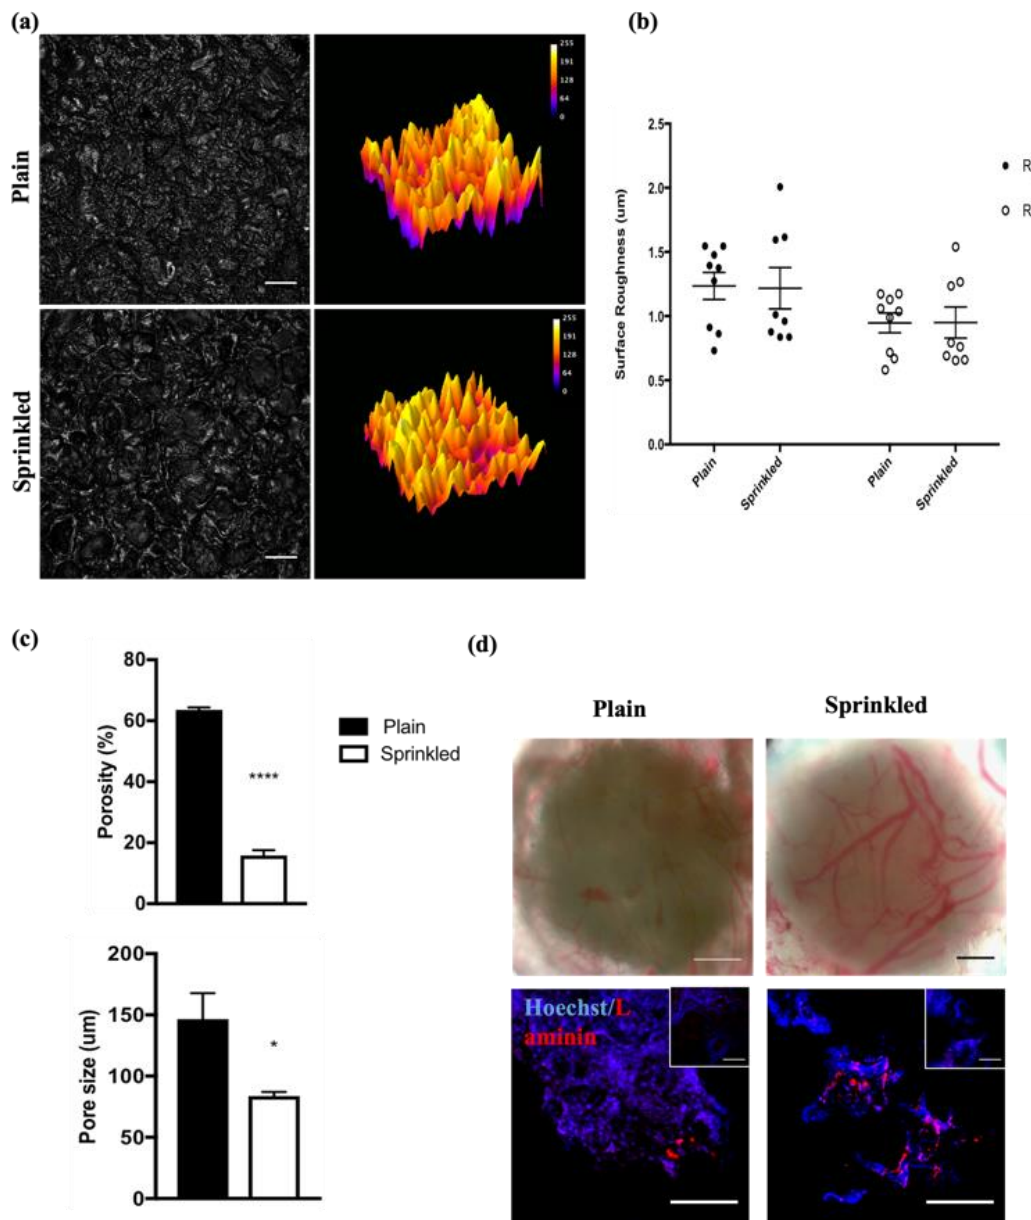 (a)
Plain
255
191
128
64
0
Sprinkled
255
191
128
64
0
(b)
Surface Roughness (um)
2.5
2.0
1.5
1.0
0.5
0.0
Plain
Sprinkled
Plain
Sprinkled
R
R
(c)
Porosity (%)
80
60
40
20
0
****
Plain
Sprinkled
Pore size (um)
200
150
100
50
0
*
(d)
Plain
Sprinkled
Hoechst/L
aminin